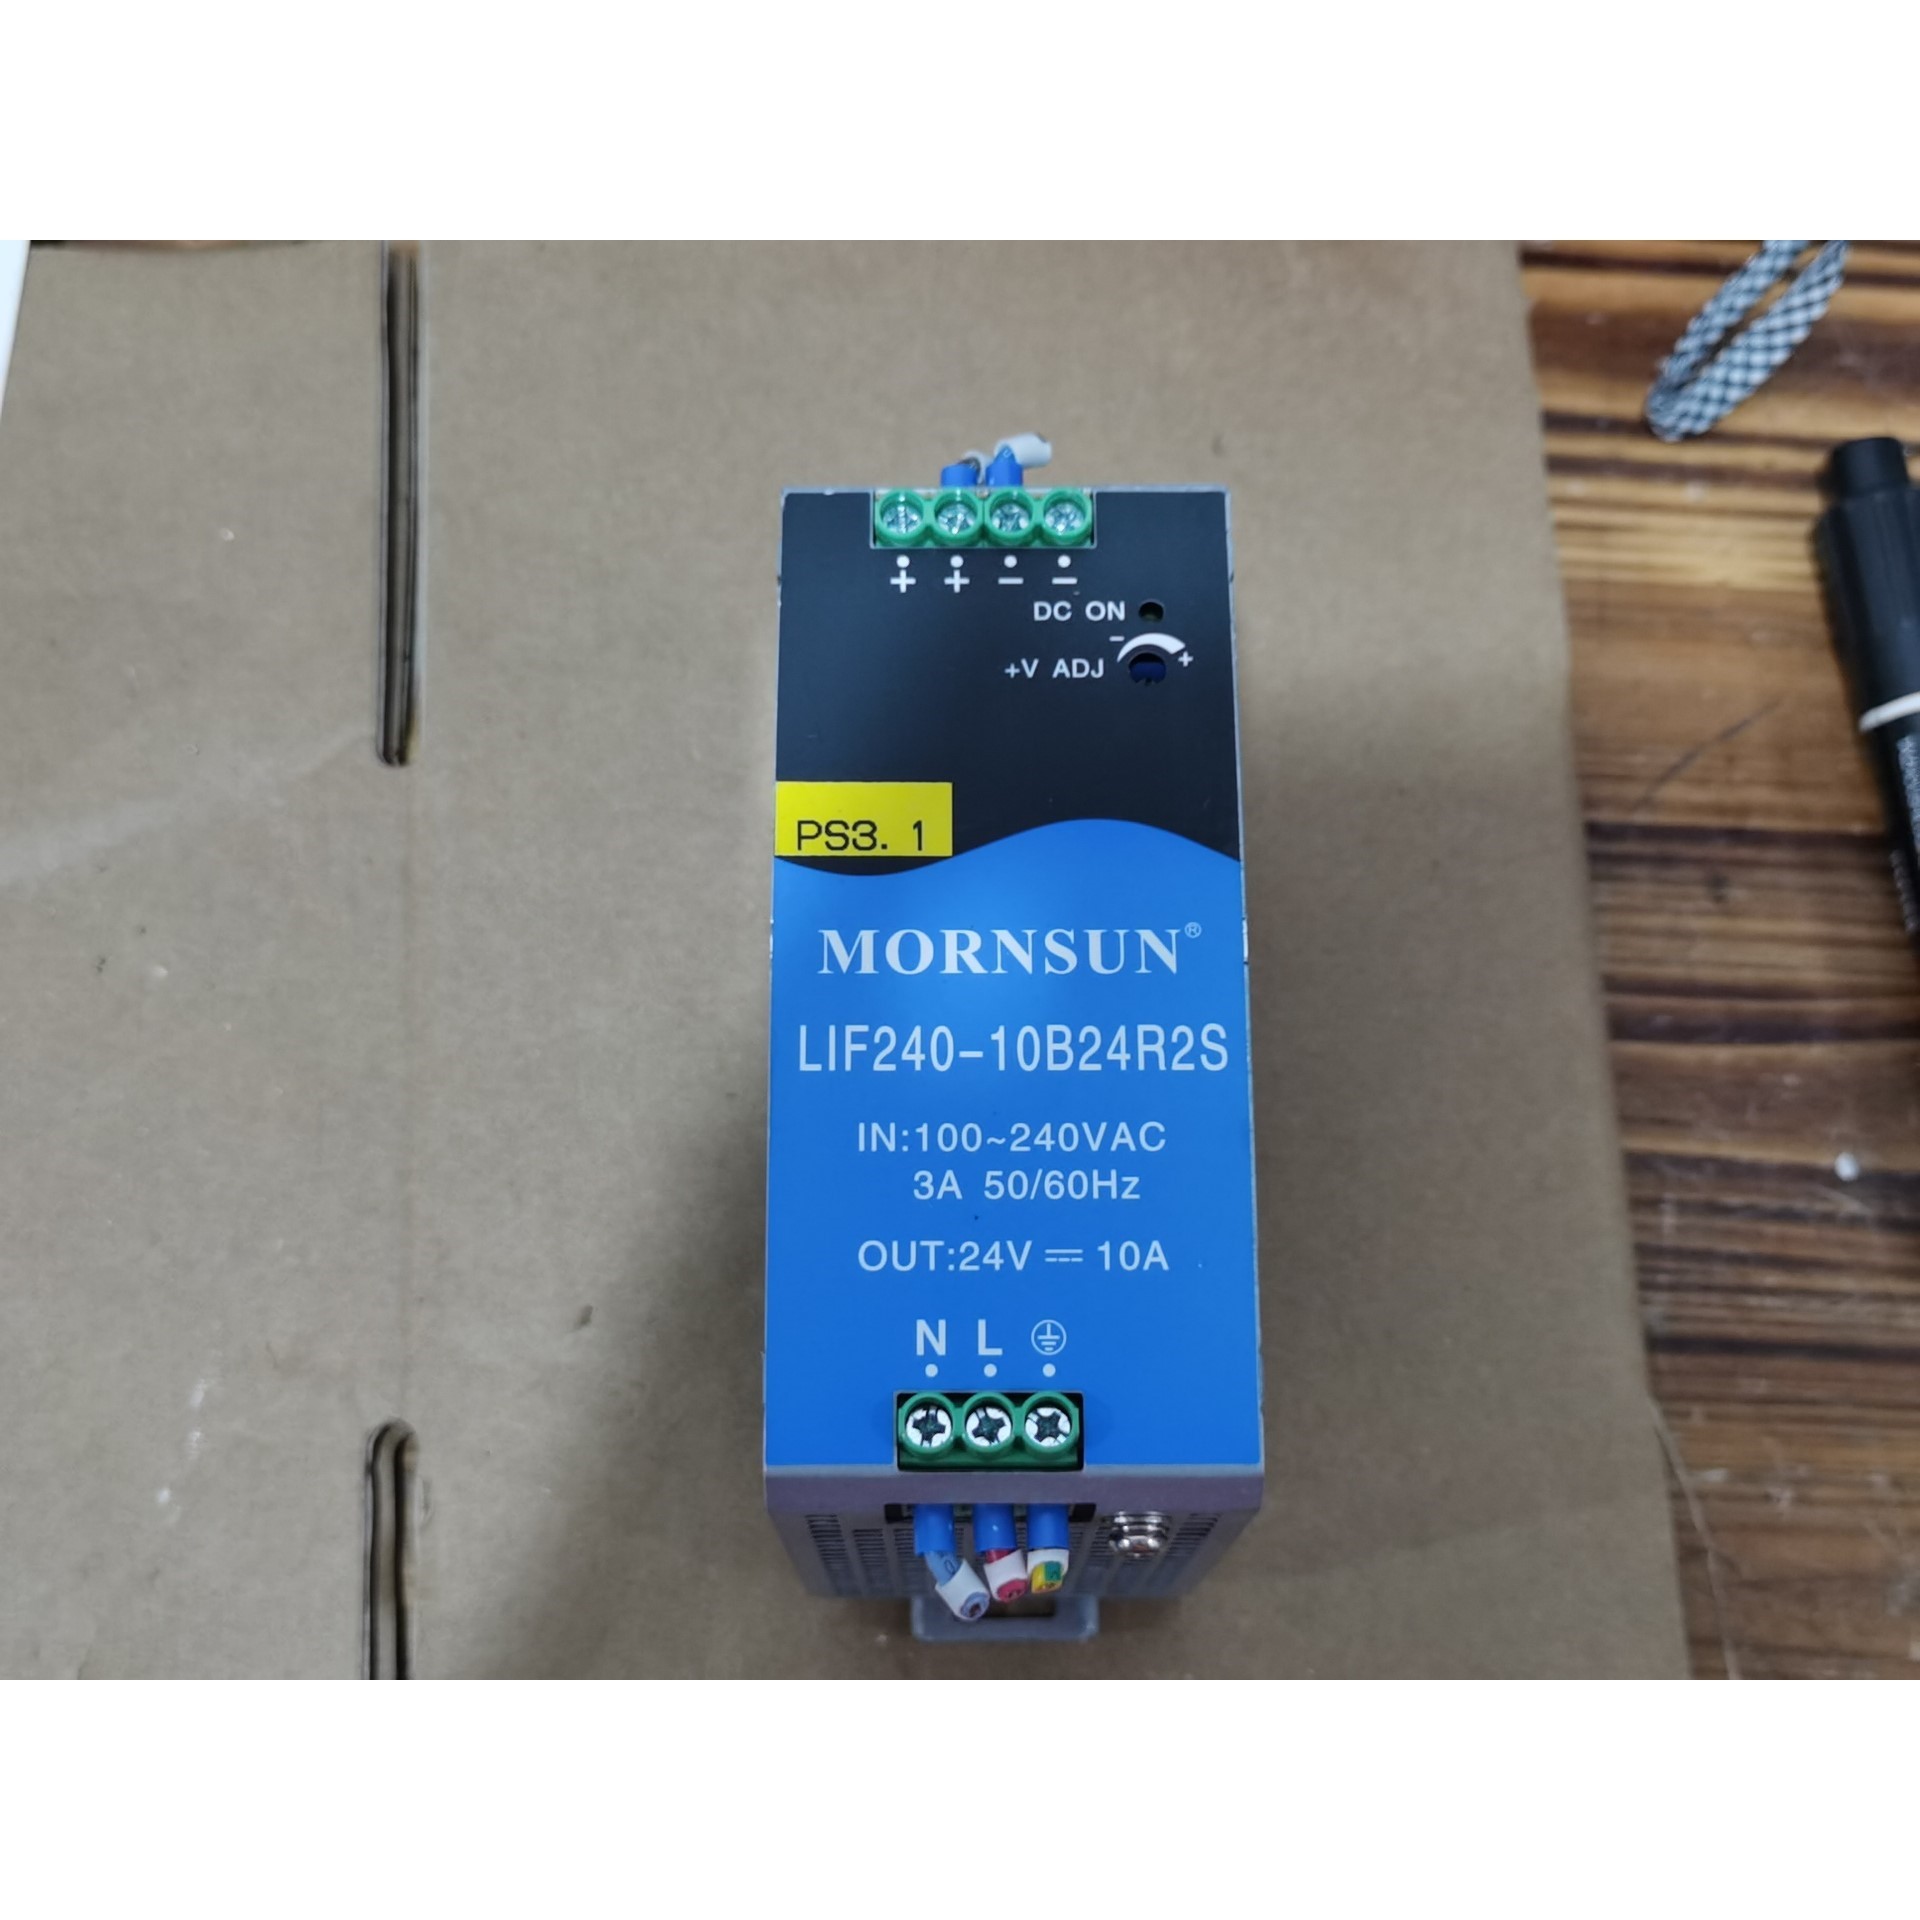 + + − −
DC ON
− +
+V ADJ
PS3. 1
MORNSUN®
LIF240-10B24R2S
IN:100~240VAC
3A 50/60Hz
OUT:24V ⎓ 10A
N L ⏚